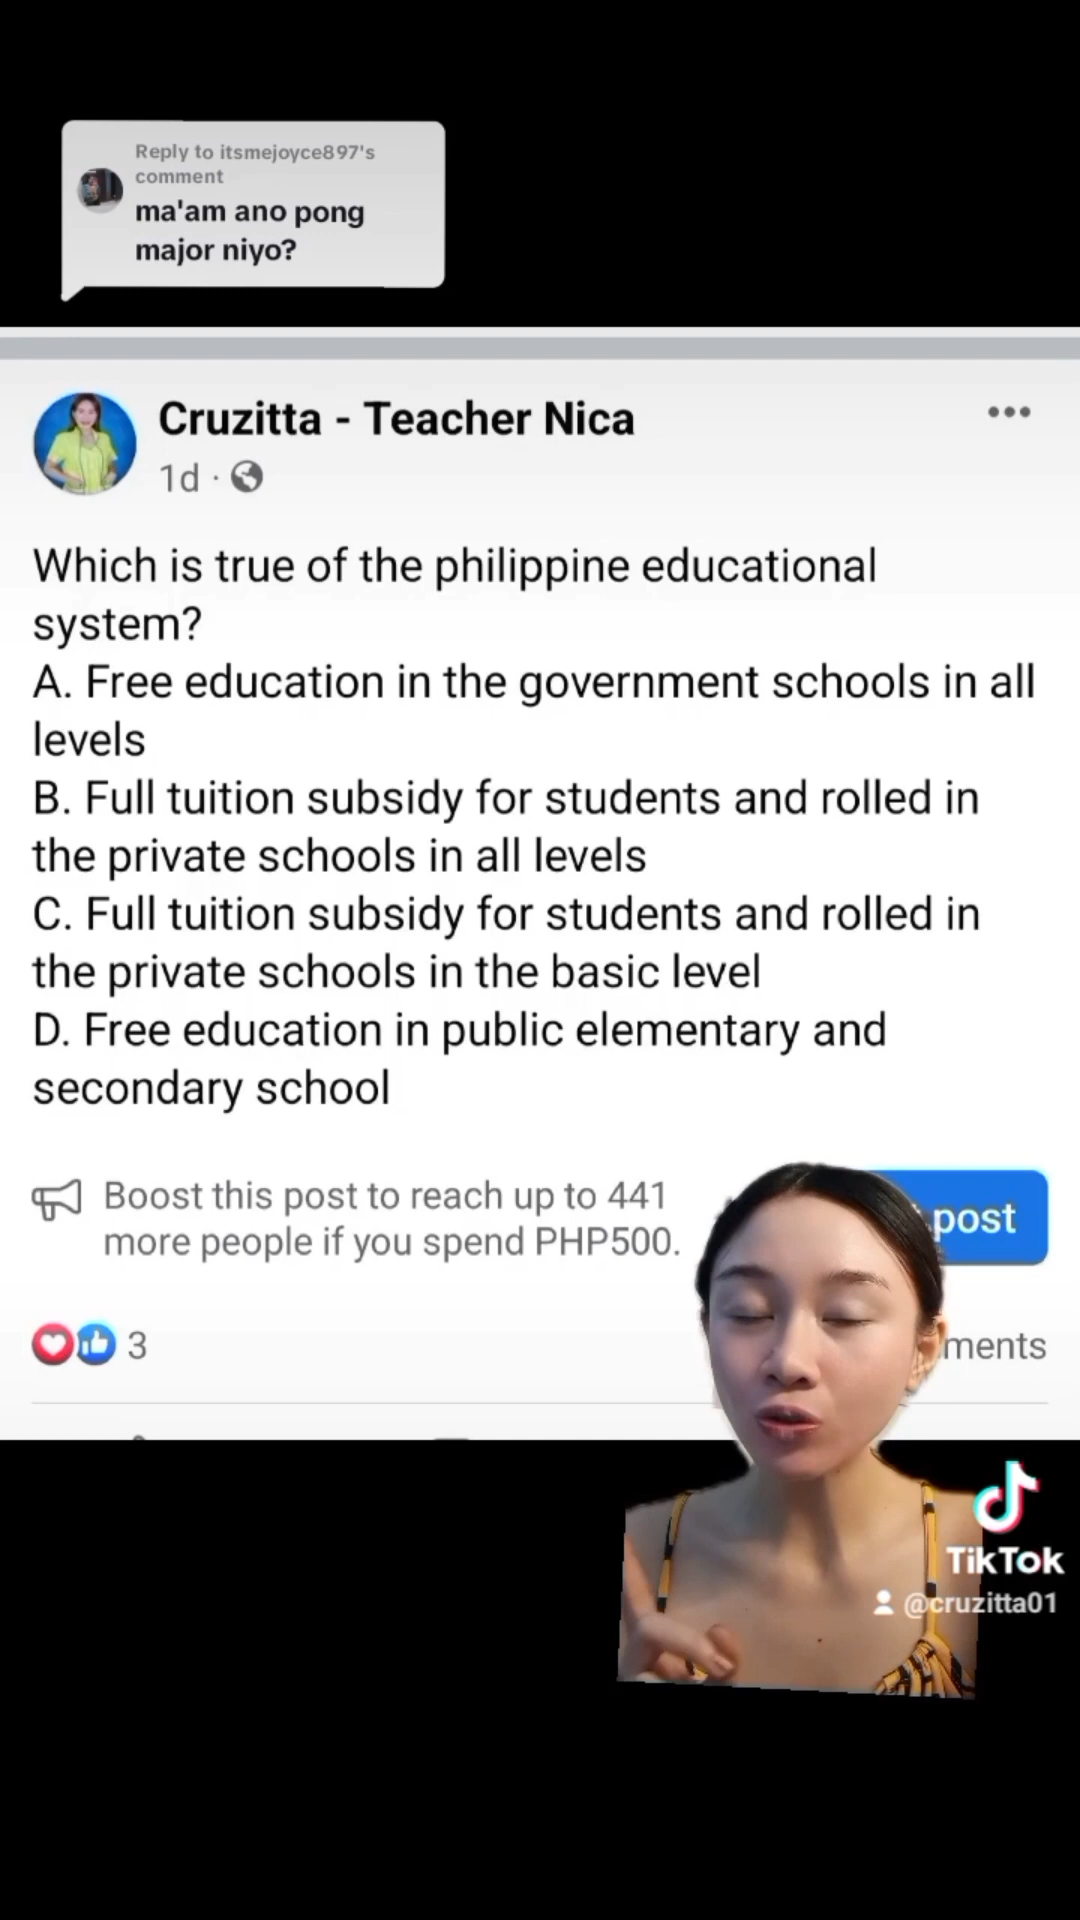 Reply to itsmejoyce897's
comment
ma'am ano pong
major niyo?
Cruzitta - Teacher Nica
1d ·
Which is true of the philippine educational
system?
A. Free education in the government schools in all
levels
B. Full tuition subsidy for students and rolled in
the private schools in all levels
C. Full tuition subsidy for students and rolled in
the private schools in the basic level
D. Free education in public elementary and
secondary school
Boost this post to reach up to 441
more people if you spend PHP500.
post
3
ments
TikTok
@cruzitta01